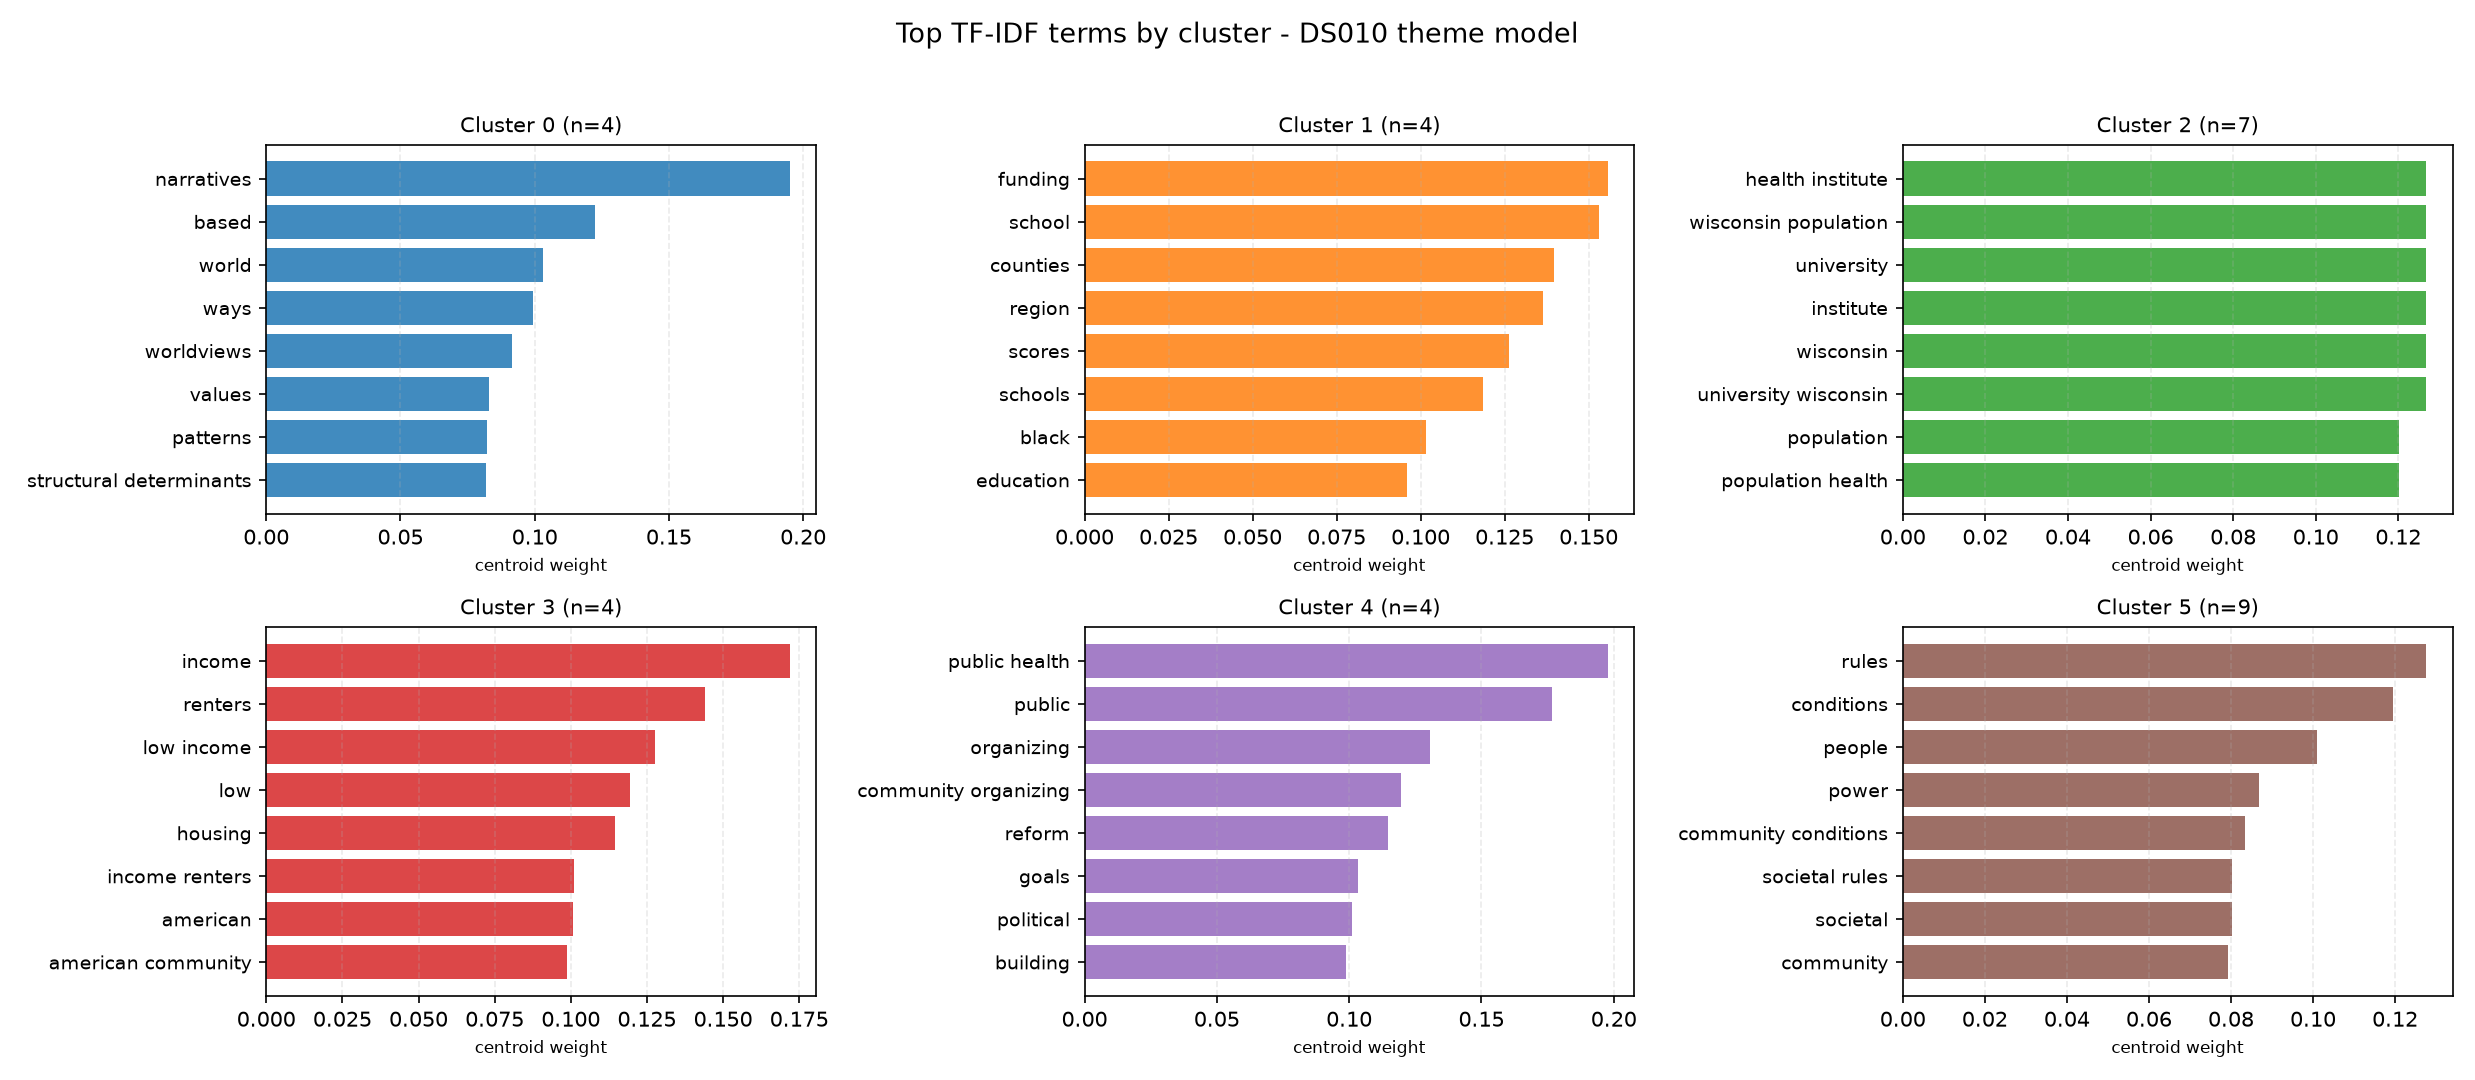 Top TF-IDF terms by cluster - DS010 theme model
Cluster 0 (n=4)
narratives
based
world
ways
worldviews
values
patterns
structural determinants
0.00 0.05 0.10 0.15 0.20
centroid weight
Cluster 1 (n=4)
funding
school
counties
region
scores
schools
black
education
0.000 0.025 0.050 0.075 0.100 0.125 0.150
centroid weight
Cluster 2 (n=7)
health institute
wisconsin population
university
institute
wisconsin
university wisconsin
population
population health
0.00 0.02 0.04 0.06 0.08 0.10 0.12
centroid weight
Cluster 3 (n=4)
income
renters
low income
low
housing
income renters
american
american community
0.000 0.025 0.050 0.075 0.100 0.125 0.150 0.175
centroid weight
Cluster 4 (n=4)
public health
public
organizing
community organizing
reform
goals
political
building
0.00 0.05 0.10 0.15 0.20
centroid weight
Cluster 5 (n=9)
rules
conditions
people
power
community conditions
societal rules
societal
community
0.00 0.02 0.04 0.06 0.08 0.10 0.12
centroid weight